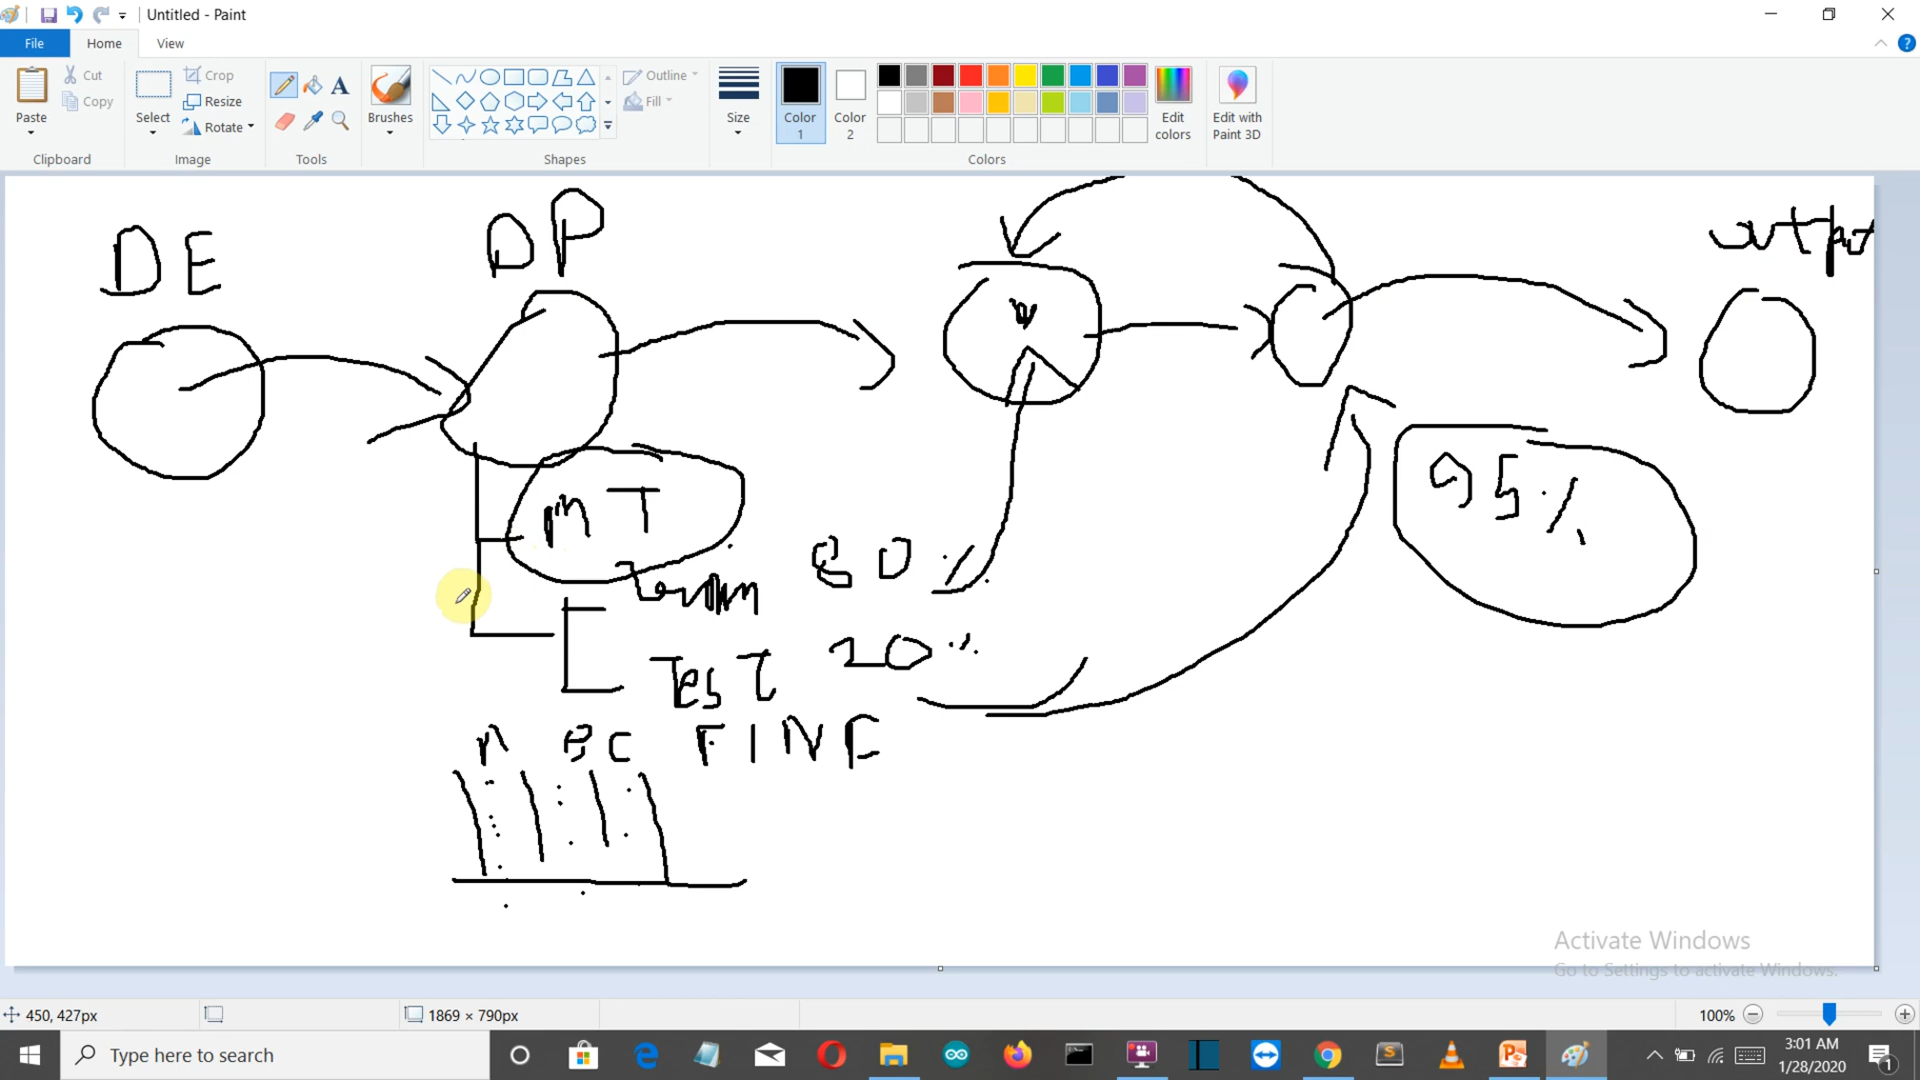 Untitled - Paint
File Home View
Paste
Cut
Copy
Clipboard
Select
Crop
Resize
Rotate
Image
Tools
Brushes
Shapes
Outline
Fill
Size
Color 1
Color 2
Colors
Edit colors
Edit with Paint 3D
DE
DP
output
MT
95%
80%
Test 20%
BC FINE
Activate Windows
Go to Settings to activate Windows.
450, 427px
1869 × 790px
100%
Type here to search
3:01 AM
1/28/2020
1